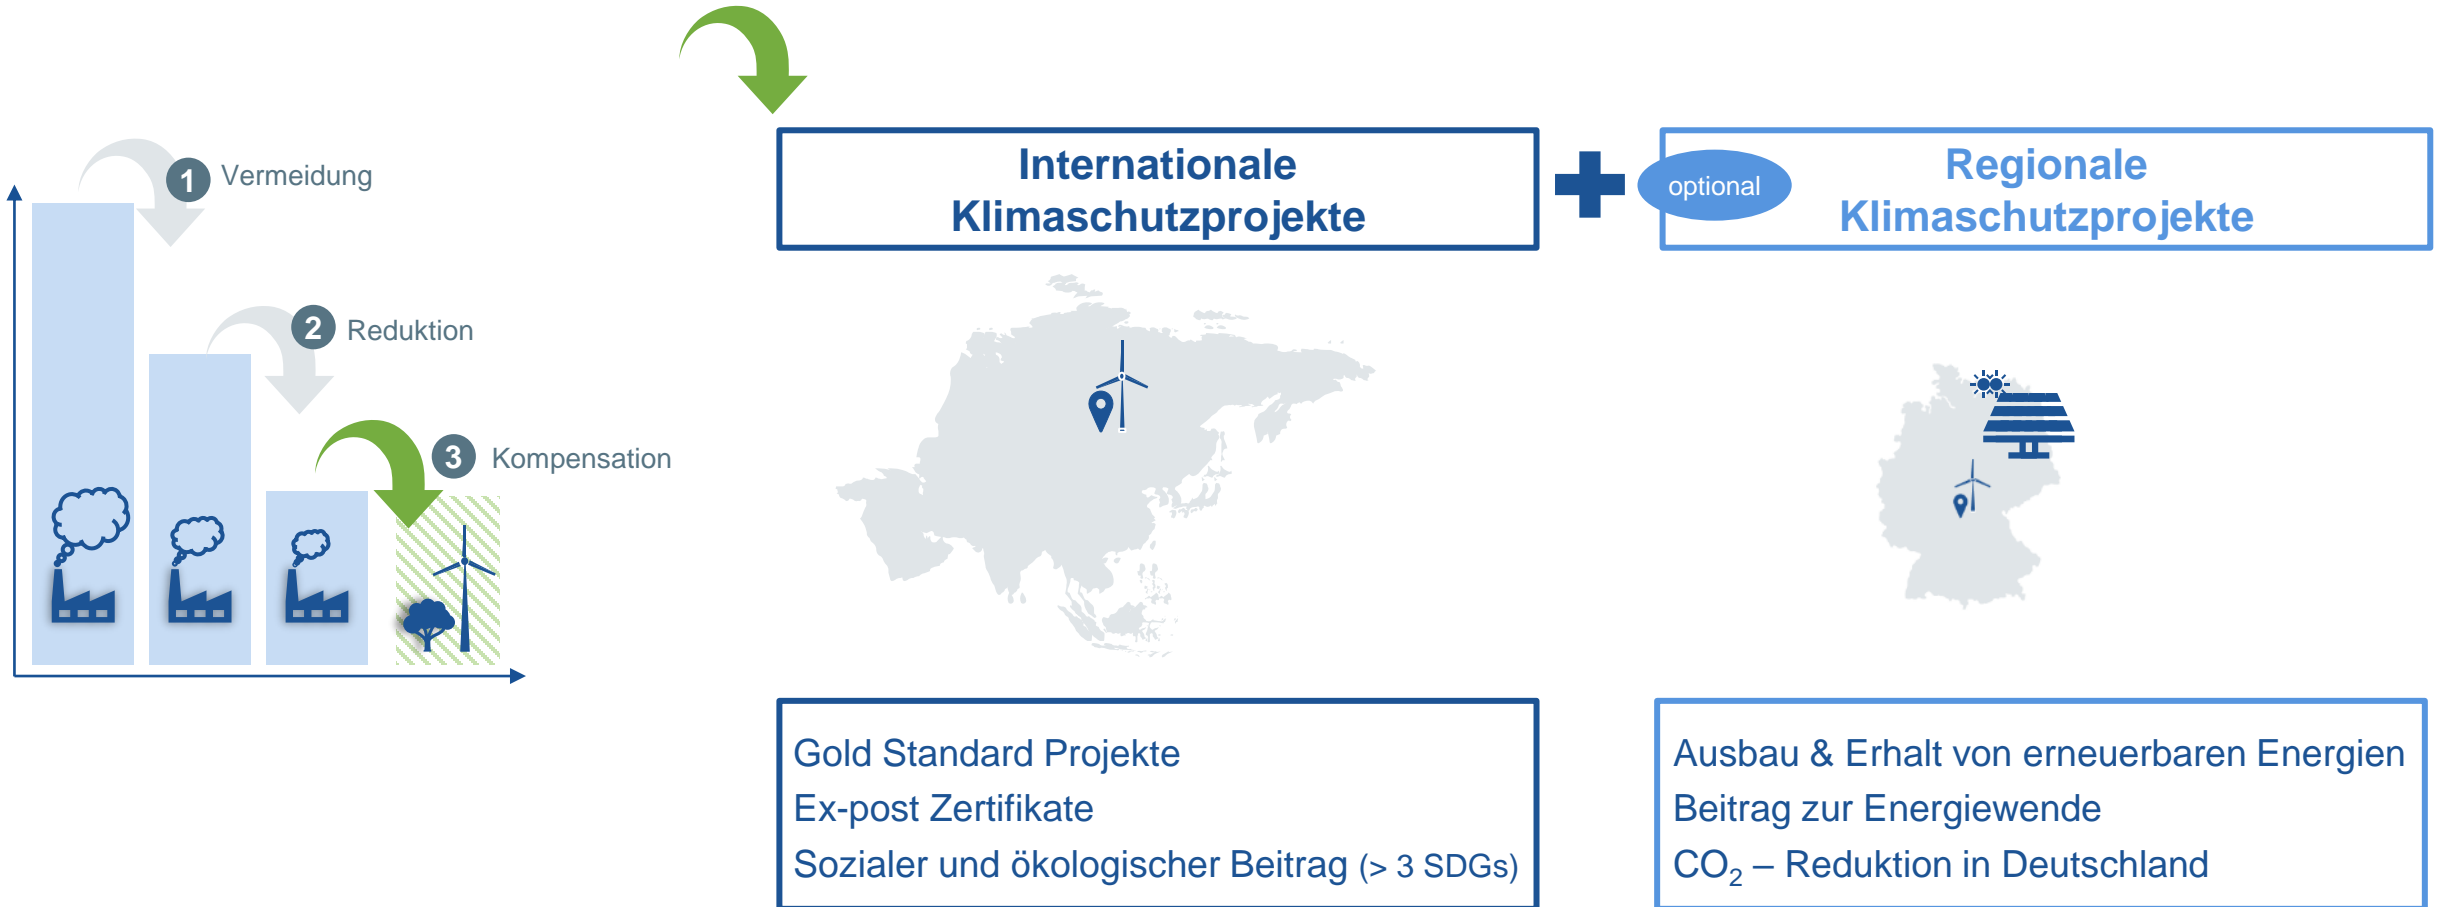 1 Vermeidung
2 Reduktion
3 Kompensation
Internationale
Klimaschutzprojekte
optional
Regionale
Klimaschutzprojekte
Gold Standard Projekte
Ex-post Zertifikate
Sozialer und ökologischer Beitrag (> 3 SDGs)
Ausbau & Erhalt von erneuerbaren Energien
Beitrag zur Energiewende
CO₂ – Reduktion in Deutschland